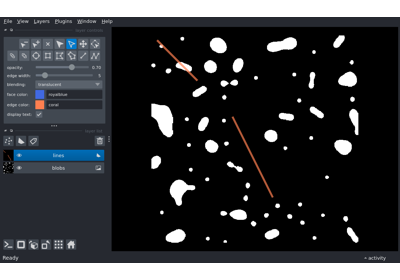 File View Layers Plugins Window Help
opacity: 0.70
edge width: 5
blending: translucent
face color: royalblue
edge color: coral
display text:
lines
blobs
Ready
activity